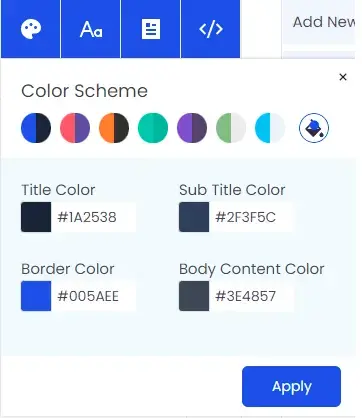 Aa
Add New
×
Color Scheme
Title Color
Sub Title Color
#1A2538
#2F3F5C
Border Color
Body Content Color
#005AEE
#3E4857
Apply